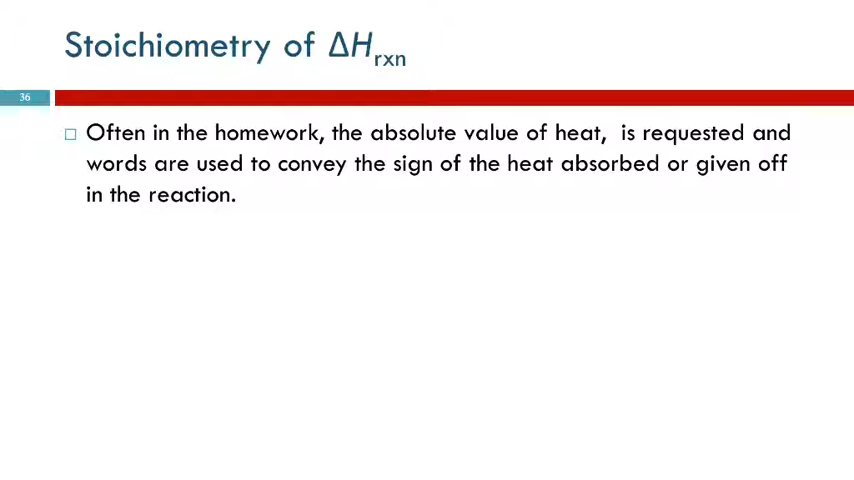 Stoichiometry of ΔHrxn
36
□ Often in the homework, the absolute value of heat, is requested and
words are used to convey the sign of the heat absorbed or given off
in the reaction.